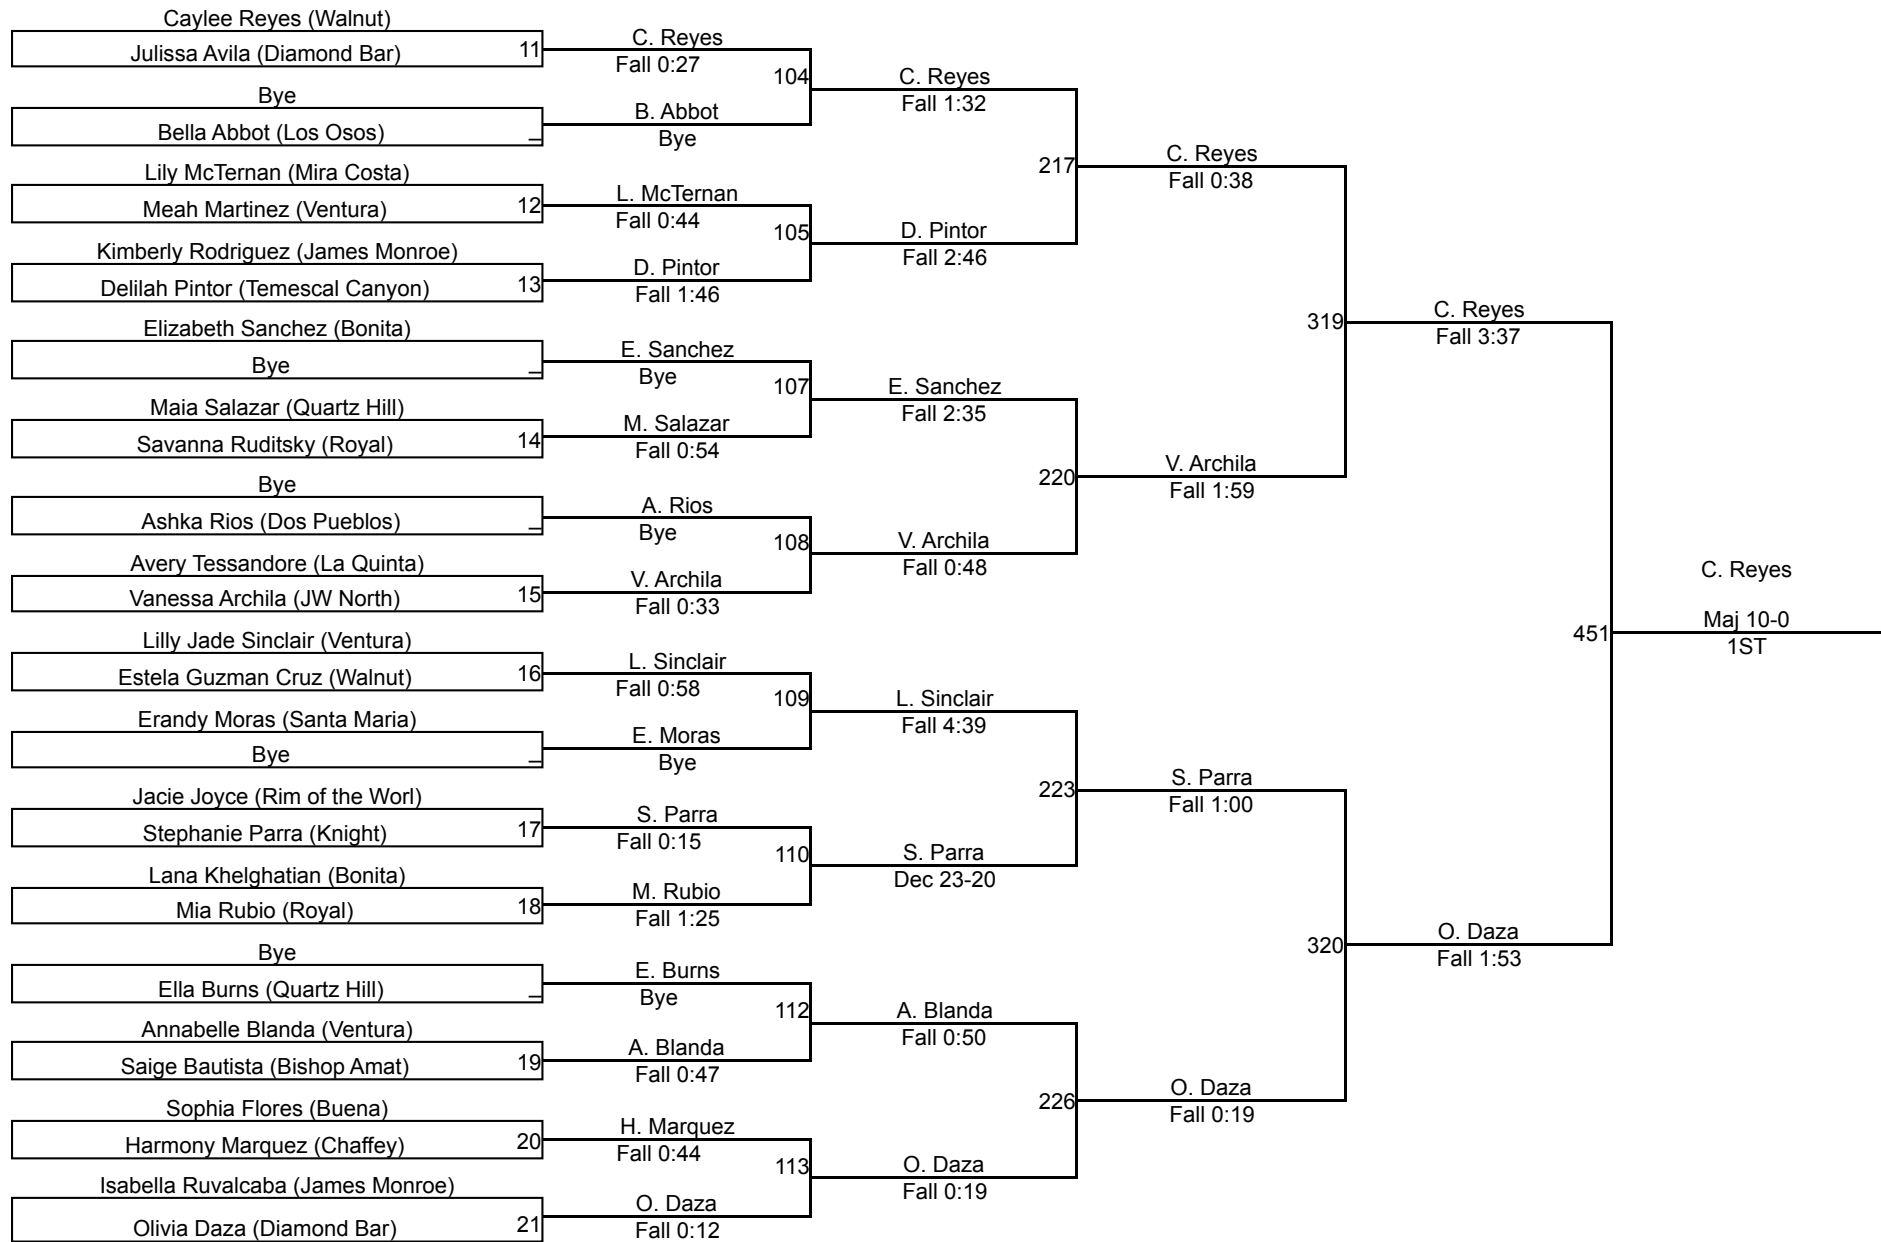 Caylee Reyes (Walnut)
Julissa Avila (Diamond Bar)
11
Bye
Bella Abbot (Los Osos)
_
Lily McTernan (Mira Costa)
Meah Martinez (Ventura)
12
Kimberly Rodriguez (James Monroe)
Delilah Pintor (Temescal Canyon)
13
Elizabeth Sanchez (Bonita)
Bye
_
Maia Salazar (Quartz Hill)
Savanna Ruditsky (Royal)
14
Bye
Ashka Rios (Dos Pueblos)
_
Avery Tessandore (La Quinta)
Vanessa Archila (JW North)
15
Lilly Jade Sinclair (Ventura)
Estela Guzman Cruz (Walnut)
16
Erandy Moras (Santa Maria)
Bye
_
Jacie Joyce (Rim of the Worl)
Stephanie Parra (Knight)
17
Lana Khelghatian (Bonita)
Mia Rubio (Royal)
18
Bye
Ella Burns (Quartz Hill)
_
Annabelle Blanda (Ventura)
Saige Bautista (Bishop Amat)
19
Sophia Flores (Buena)
Harmony Marquez (Chaffey)
20
Isabella Ruvalcaba (James Monroe)
Olivia Daza (Diamond Bar)
21
C. Reyes
Fall 0:27
104
B. Abbot
Bye
L. McTernan
Fall 0:44
105
D. Pintor
Fall 1:46
E. Sanchez
Bye
107
M. Salazar
Fall 0:54
A. Rios
Bye
108
V. Archila
Fall 0:33
L. Sinclair
Fall 0:58
109
E. Moras
Bye
S. Parra
Fall 0:15
110
M. Rubio
Fall 1:25
E. Burns
Bye
112
A. Blanda
Fall 0:47
H. Marquez
Fall 0:44
113
O. Daza
Fall 0:12
C. Reyes
Fall 1:32
217
D. Pintor
Fall 2:46
E. Sanchez
Fall 2:35
220
V. Archila
Fall 0:48
L. Sinclair
Fall 4:39
223
S. Parra
Dec 23-20
A. Blanda
Fall 0:50
226
O. Daza
Fall 0:19
C. Reyes
Fall 0:38
319
V. Archila
Fall 1:59
S. Parra
Fall 1:00
320
O. Daza
Fall 0:19
C. Reyes
Fall 3:37
451
O. Daza
Fall 1:53
C. Reyes
Maj 10-0
1ST